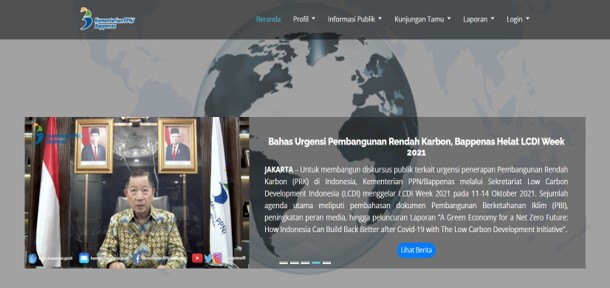 Kementerian PPN/
Bappenas
Beranda Profil Informasi Publik Kunjungan Tamu Laporan Login
Bahas Urgensi Pembangunan Rendah Karbon, Bappenas Helat LCDI Week
2021
JAKARTA - Untuk membangun diskursus publik terkait urgensi penerapan Pembangunan Rendah
Karbon (PRK) di Indonesia, Kementerian PPN/Bappenas melalui Sekretariat Low Carbon
Development Indonesia (LCDI) menggelar LCDI Week 2021 pada 11-14 Oktober 2021. Sejumlah
agenda utama meliputi pembahasan dokumen Pembangunan Berketahanan Iklim (PBI),
peningkatan peran media, hingga peluncuran Laporan "A Green Economy for a Net Zero Future:
How Indonesia Can Build Back Better after Covid-19 with The Low Carbon Development Initiative".
Lihat Berita